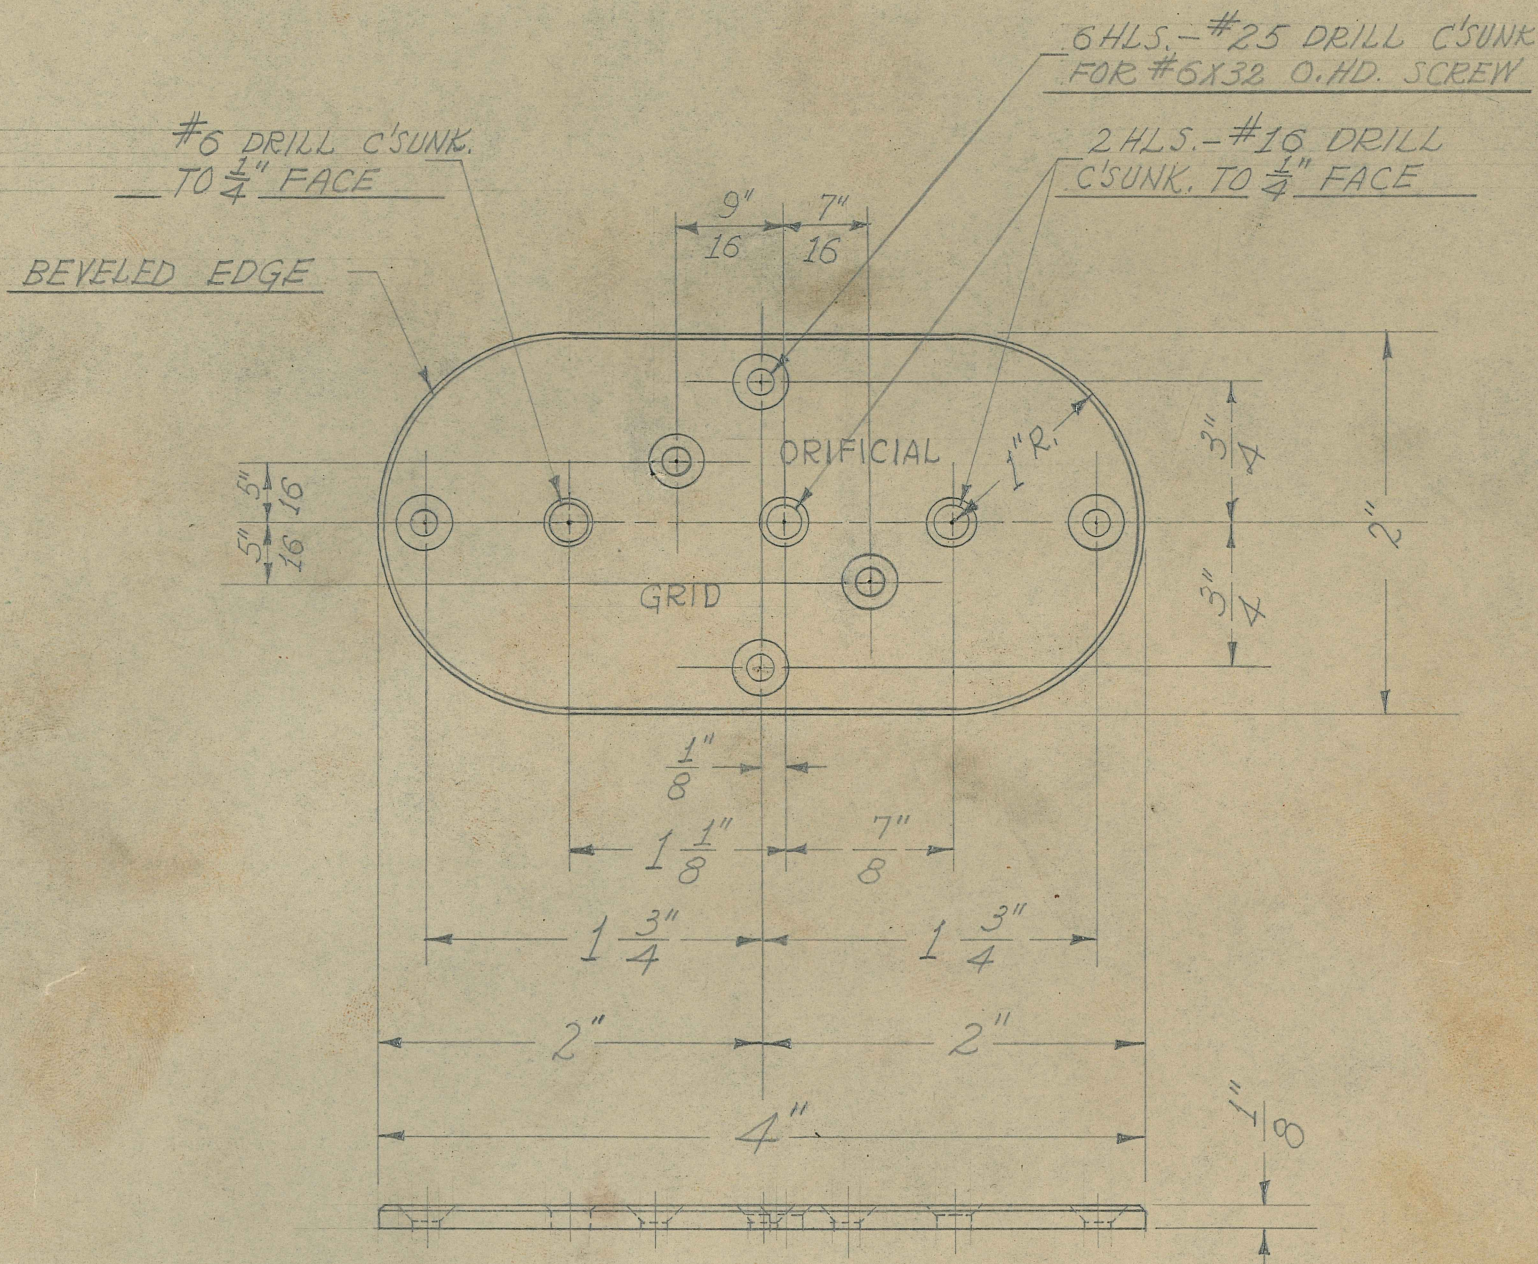 6 HLS. - #25 DRILL C'SUNK
FOR #6X32 O.HD. SCREW
#6 DRILL C'SUNK.
TO 1/4" FACE
2 HLS. - #16 DRILL
C'SUNK. TO 1/4" FACE
9"/16 7"/16
BEVELED EDGE
ORIFICIAL
1" R.
3"/4
5"/16
2"
5"/16
3"/4
GRID
1"/8
1 1"/8 7"/8
1 3"/4 1 3"/4
2" 2"
4"
1"/8